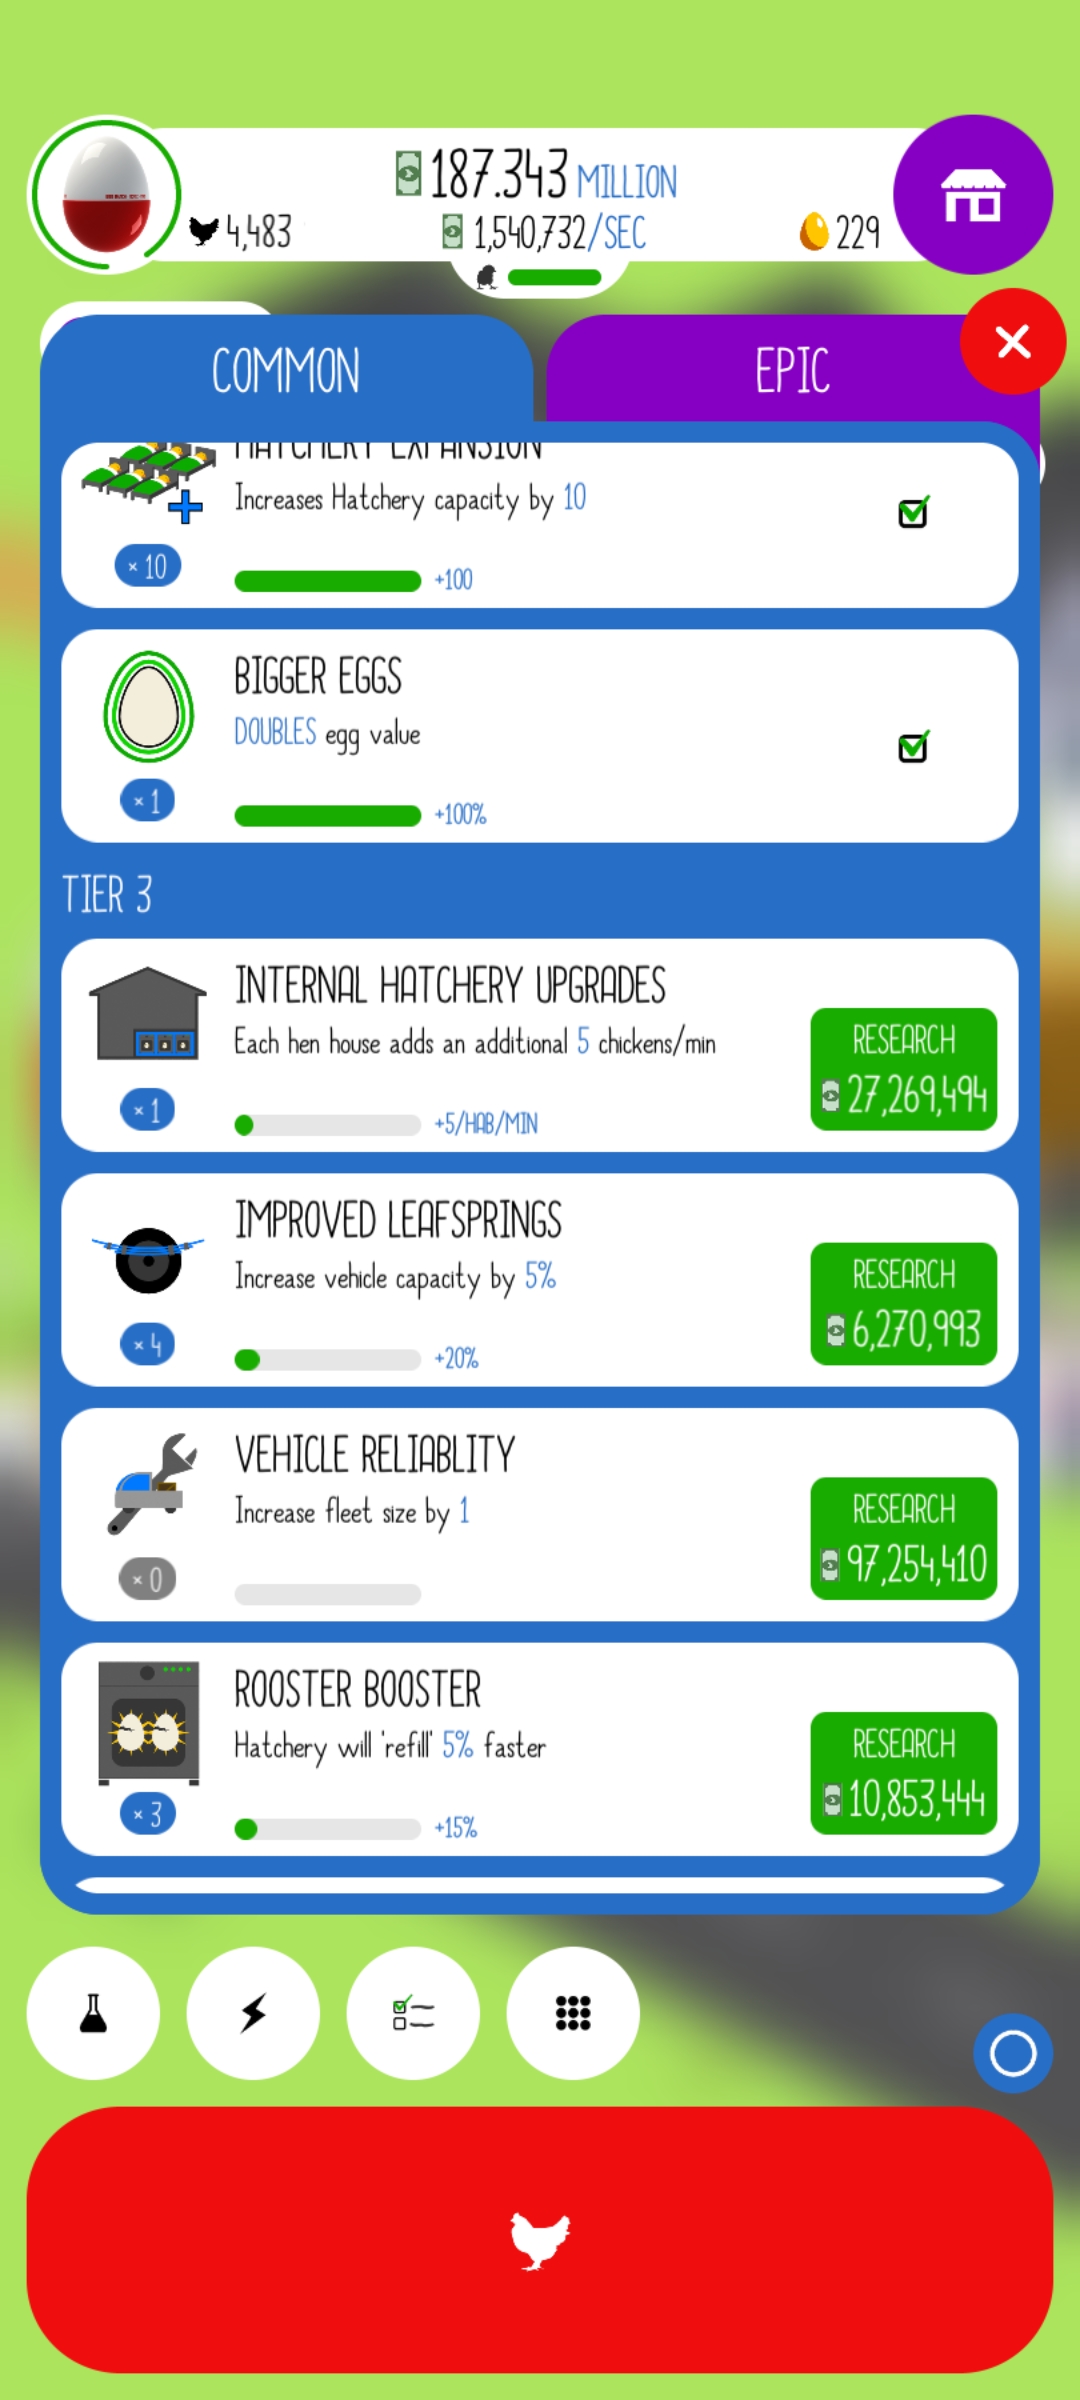 187.343 MILLION
4,483
1,540,732/SEC
229
COMMON
EPIC
HATCHERY EXPANSION
Increases Hatchery capacity by 10
× 10
+100
BIGGER EGGS
DOUBLES egg value
× 1
+100%
TIER 3
INTERNAL HATCHERY UPGRADES
Each hen house adds an additional 5 chickens/min
RESEARCH
27,269,494
× 1
+5/HAB/MIN
IMPROVED LEAFSPRINGS
Increase vehicle capacity by 5%
RESEARCH
6,270,993
× 4
+20%
VEHICLE RELIABLITY
Increase fleet size by 1
RESEARCH
97,254,410
× 0
ROOSTER BOOSTER
Hatchery will 'refill' 5% faster
RESEARCH
10,853,444
× 3
+15%